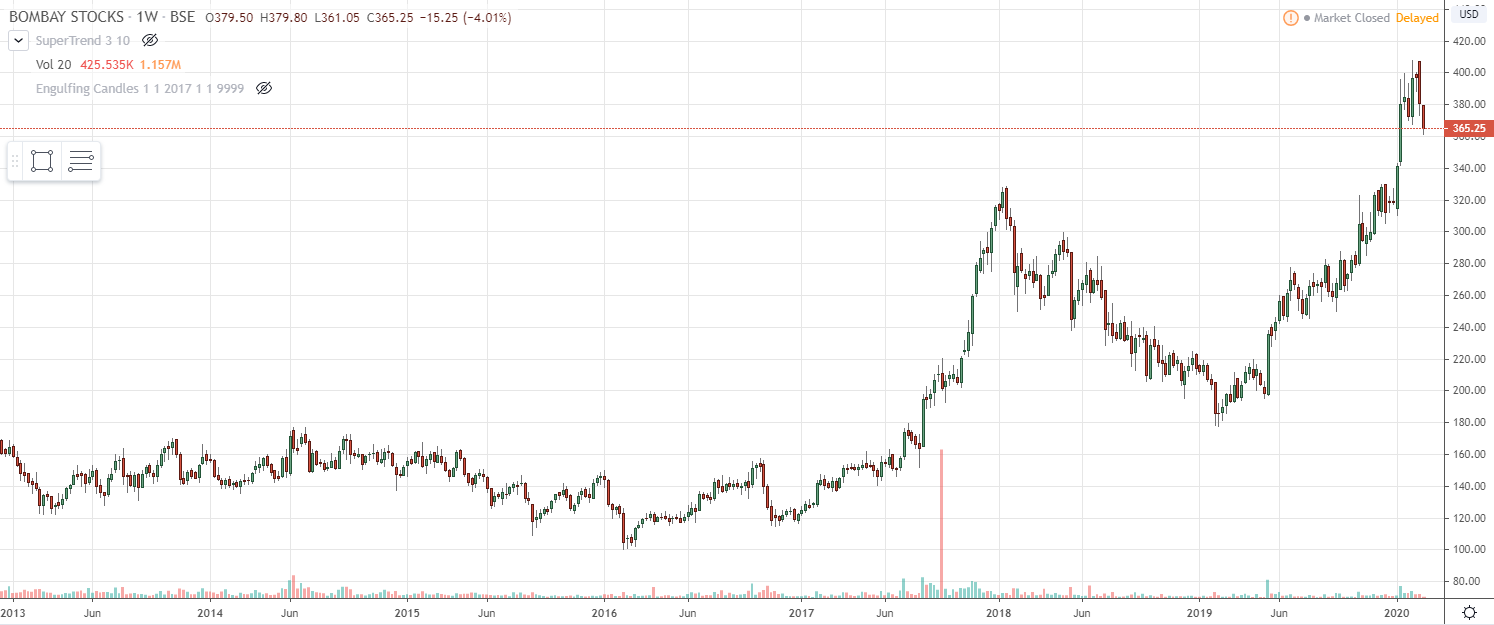 BOMBAY STOCKS · 1W · BSE O379.50 H379.80 L361.05 C365.25 −15.25 (−4.01%)
Market Closed Delayed
USD
SuperTrend 3 10
Vol 20 425.535K 1.157M
Engulfing Candles 1 1 2017 1 1 9999
420.00
400.00
380.00
365.25
360.00
340.00
320.00
300.00
280.00
260.00
240.00
220.00
200.00
180.00
160.00
140.00
120.00
100.00
80.00
2013 Jun 2014 Jun 2015 Jun 2016 Jun 2017 Jun 2018 Jun 2019 Jun 2020